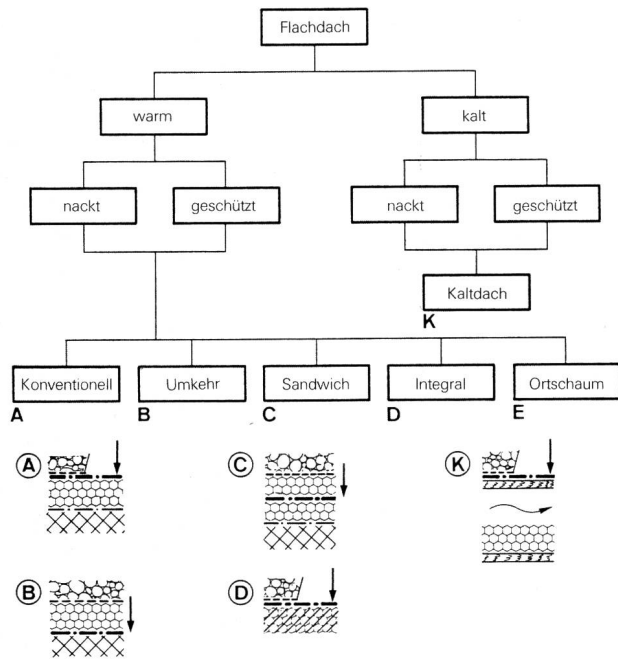 Flachdach
warm
kalt
nackt
geschützt
nackt
geschützt
Kaltdach
K
Konventionell
Umkehr
Sandwich
Integral
Ortschaum
A
B
C
D
E
A
C
K
B
D